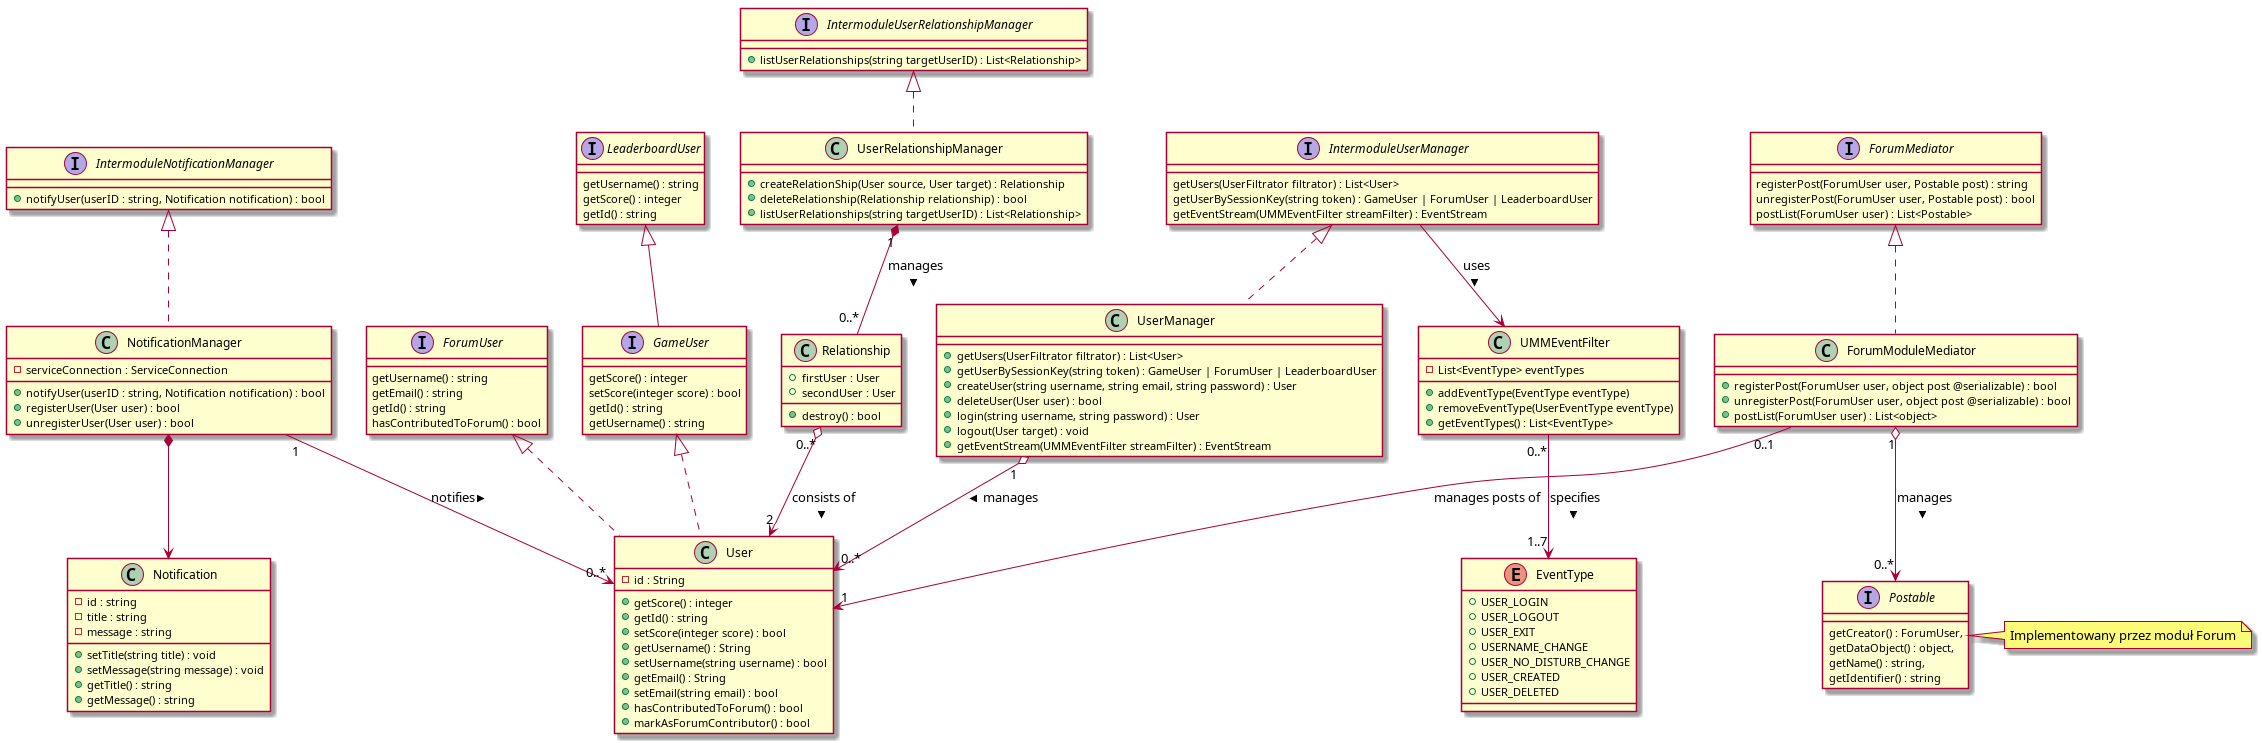 I IntermoduleUserRelationshipManager
listUserRelationships(string targetUserID) : List<Relationship>
I IntermoduleNotificationManager
notifyUser(userID : string, Notification notification) : bool
I LeaderboardUser
getUsername() : string
getScore() : integer
getId() : string
C UserRelationshipManager
createRelationShip(User source, User target) : Relationship
deleteRelationship(Relationship relationship) : bool
listUserRelationships(string targetUserID) : List<Relationship>
I IntermoduleUserManager
getUsers(UserFiltrator filtrator) : List<User>
getUserBySessionKey(string token) : GameUser | ForumUser | LeaderboardUser
getEventStream(UMMEventFilter streamFilter) : EventStream
I ForumMediator
registerPost(ForumUser user, Postable post) : string
unregisterPost(ForumUser user, Postable post) : bool
postList(ForumUser user) : List<Postable>
1
manages
0..*
uses
C NotificationManager
serviceConnection : ServiceConnection
notifyUser(userID : string, Notification notification) : bool
registerUser(User user) : bool
unregisterUser(User user) : bool
I ForumUser
getUsername() : string
getEmail() : string
getId() : string
hasContributedToForum() : bool
I GameUser
getScore() : integer
setScore(integer score) : bool
getId() : string
getUsername() : string
C Relationship
firstUser : User
secondUser : User
destroy() : bool
C UserManager
getUsers(UserFiltrator filtrator) : List<User>
getUserBySessionKey(string token) : GameUser | ForumUser | LeaderboardUser
createUser(string username, string email, string password) : User
deleteUser(User user) : bool
login(string username, string password) : User
logout(User target) : void
getEventStream(UMMEventFilter streamFilter) : EventStream
C UMMEventFilter
List<EventType> eventTypes
addEventType(EventType eventType)
removeEventType(UserEventType eventType)
getEventTypes() : List<EventType>
C ForumModuleMediator
registerPost(ForumUser user, object post @serializable) : bool
unregisterPost(ForumUser user, object post @serializable) : bool
postList(ForumUser user) : List<object>
1
notifies
0..*
0..*
consists of
2
1
manages
0..*
0..*
specifies
1..7
0..1
manages posts of
1
1
manages
0..*
C Notification
id : string
title : string
message : string
setTitle(string title) : void
setMessage(string message) : void
getTitle() : string
getMessage() : string
C User
id : String
getScore() : integer
getId() : string
setScore(integer score) : bool
getUsername() : String
setUsername(string username) : bool
getEmail() : String
setEmail(string email) : bool
hasContributedToForum() : bool
markAsForumContributor() : bool
E EventType
USER_LOGIN
USER_LOGOUT
USER_EXIT
USERNAME_CHANGE
USER_NO_DISTURB_CHANGE
USER_CREATED
USER_DELETED
I Postable
getCreator() : ForumUser,
getDataObject() : object,
getName() : string,
getIdentifier() : string
Implementowany przez moduł Forum